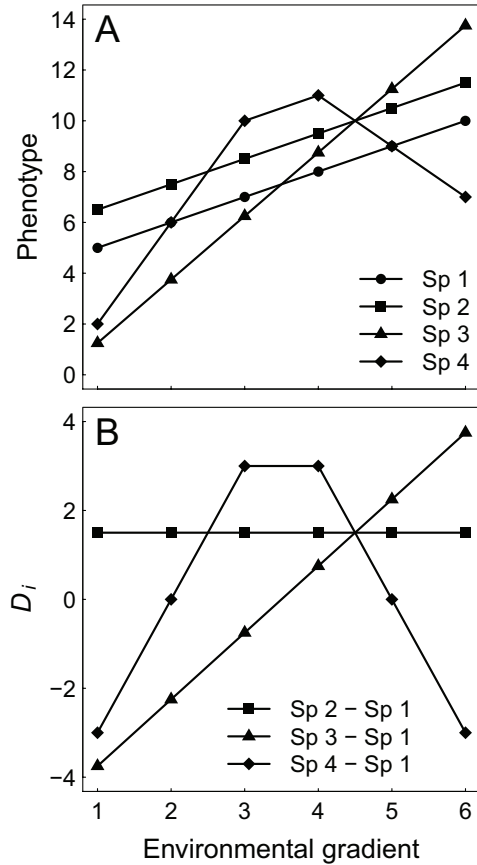 A
14
12
10
8
6
4
2
0
Phenotype
Sp 1
Sp 2
Sp 3
Sp 4
B
4
2
0
−2
−4
D_i
Sp 2 − Sp 1
Sp 3 − Sp 1
Sp 4 − Sp 1
1 2 3 4 5 6
Environmental gradient